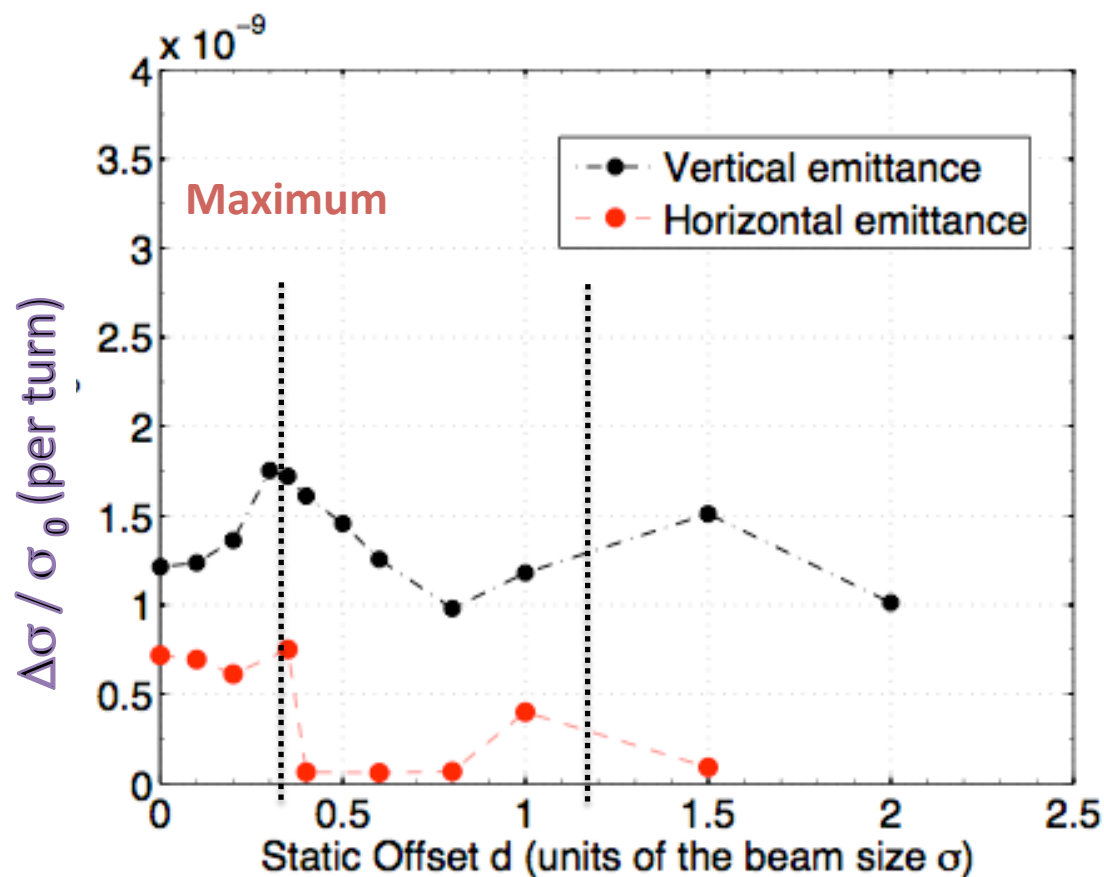 x 10⁻⁹
4
3.5
3
2.5
2
1.5
1
0.5
0
Maximum
Vertical emittance
Horizontal emittance
Δσ / σ₀ (per turn)
0 0.5 1 1.5 2 2.5
Static Offset d (units of the beam size σ)